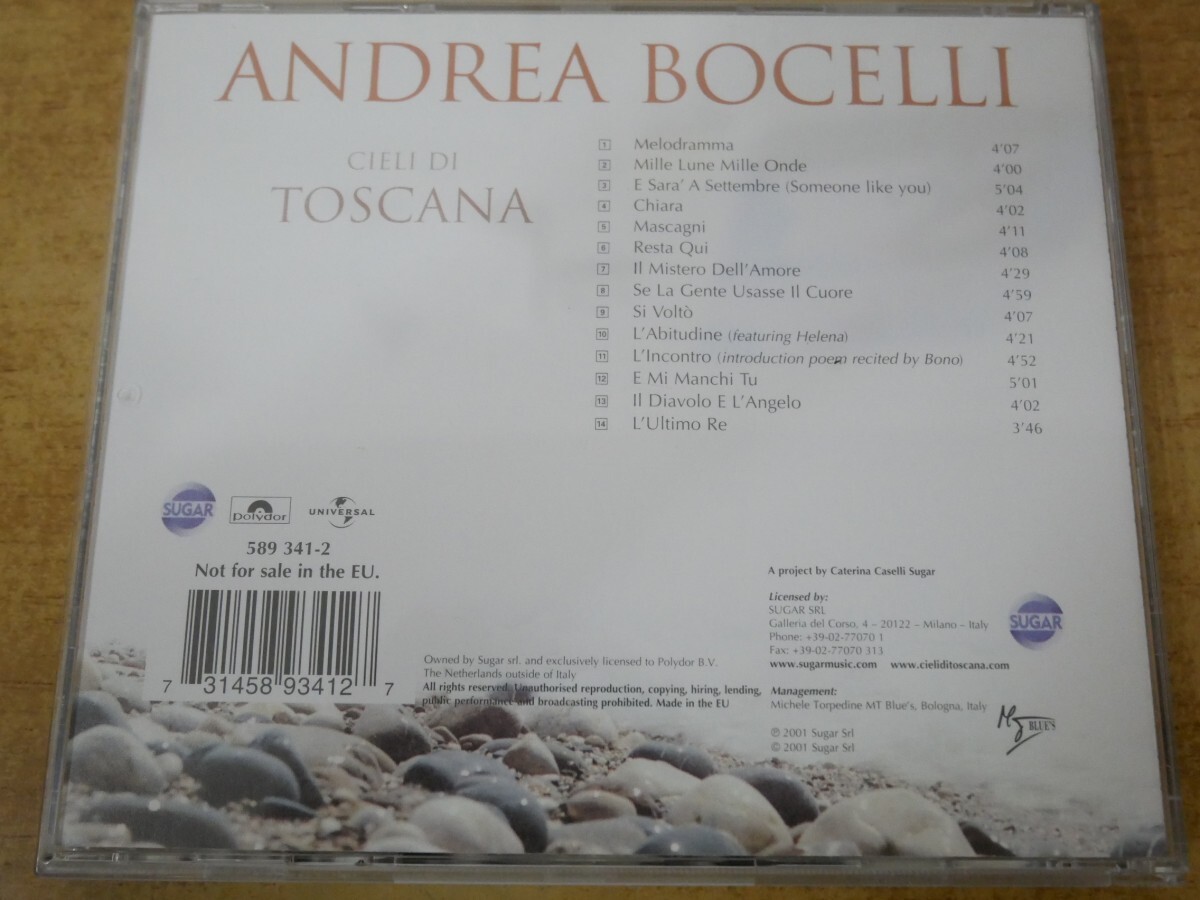 ANDREA BOCELLI
CIELI DI
TOSCANA
1 Melodramma 4'07
2 Mille Lune Mille Onde 4'00
3 E Sara' A Settembre (Someone like you) 5'04
4 Chiara 4'02
5 Mascagni 4'11
6 Resta Qui 4'08
7 Il Mistero Dell'Amore 4'29
8 Se La Gente Usasse Il Cuore 4'59
9 Si Voltò 4'07
10 L'Abitudine (featuring Helena) 4'21
11 L'Incontro (introduction poem recited by Bono) 4'52
12 E Mi Manchi Tu 5'01
13 Il Diavolo E L'Angelo 4'02
14 L'Ultimo Re 3'46
SUGAR polydor UNIVERSAL
589 341-2
Not for sale in the EU.
7 31458 93412 7
Owned by Sugar srl. and exclusively licensed to Polydor B.V.
The Netherlands outside of Italy
All rights reserved. Unauthorised reproduction, copying, hiring, lending,
public performance and broadcasting prohibited. Made in the EU
A project by Caterina Caselli Sugar
Licensed by:
SUGAR SRL
Galleria del Corso, 4 – 20122 – Milano – Italy
Phone: +39-02-77070 1
Fax: +39-02-77070 313
www.sugarmusic.com www.cieliditoscana.com
SUGAR
Management:
Michele Torpedine MT Blue's, Bologna, Italy
℗ 2001 Sugar Srl
© 2001 Sugar Srl
BLUE'S